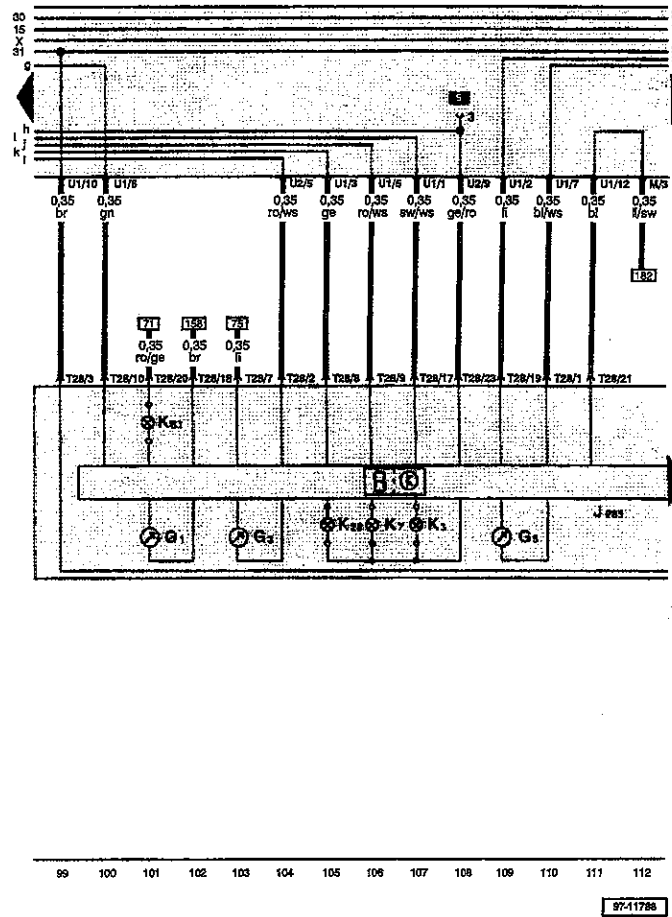 30
15
X
31
g
5
3
h
i
j
k
l
U1/10 U1/6 U2/5 U1/3 U1/5 U1/1 U2/9 U1/2 U1/7 U1/12 M/3
0,35 0,35 0,35 0,35 0,35 0,35 0,35 0,35 0,35 0,35 0,35
br gn ro/ws ge ro/ws sw/ws ge/ro li bl/ws bl li/sw
182
71 158 75
0,35 0,35 0,35
ro/ge br li
T28/3 T28/10 T28/20 T28/18 T28/7 T28/2 T28/8 T28/9 T28/17 T28/23 T28/19 T28/1 T28/21
J285
G1 G3 K28 K7 K3 G5
99 100 101 102 103 104 105 106 107 108 109 110 111 112
97-11786